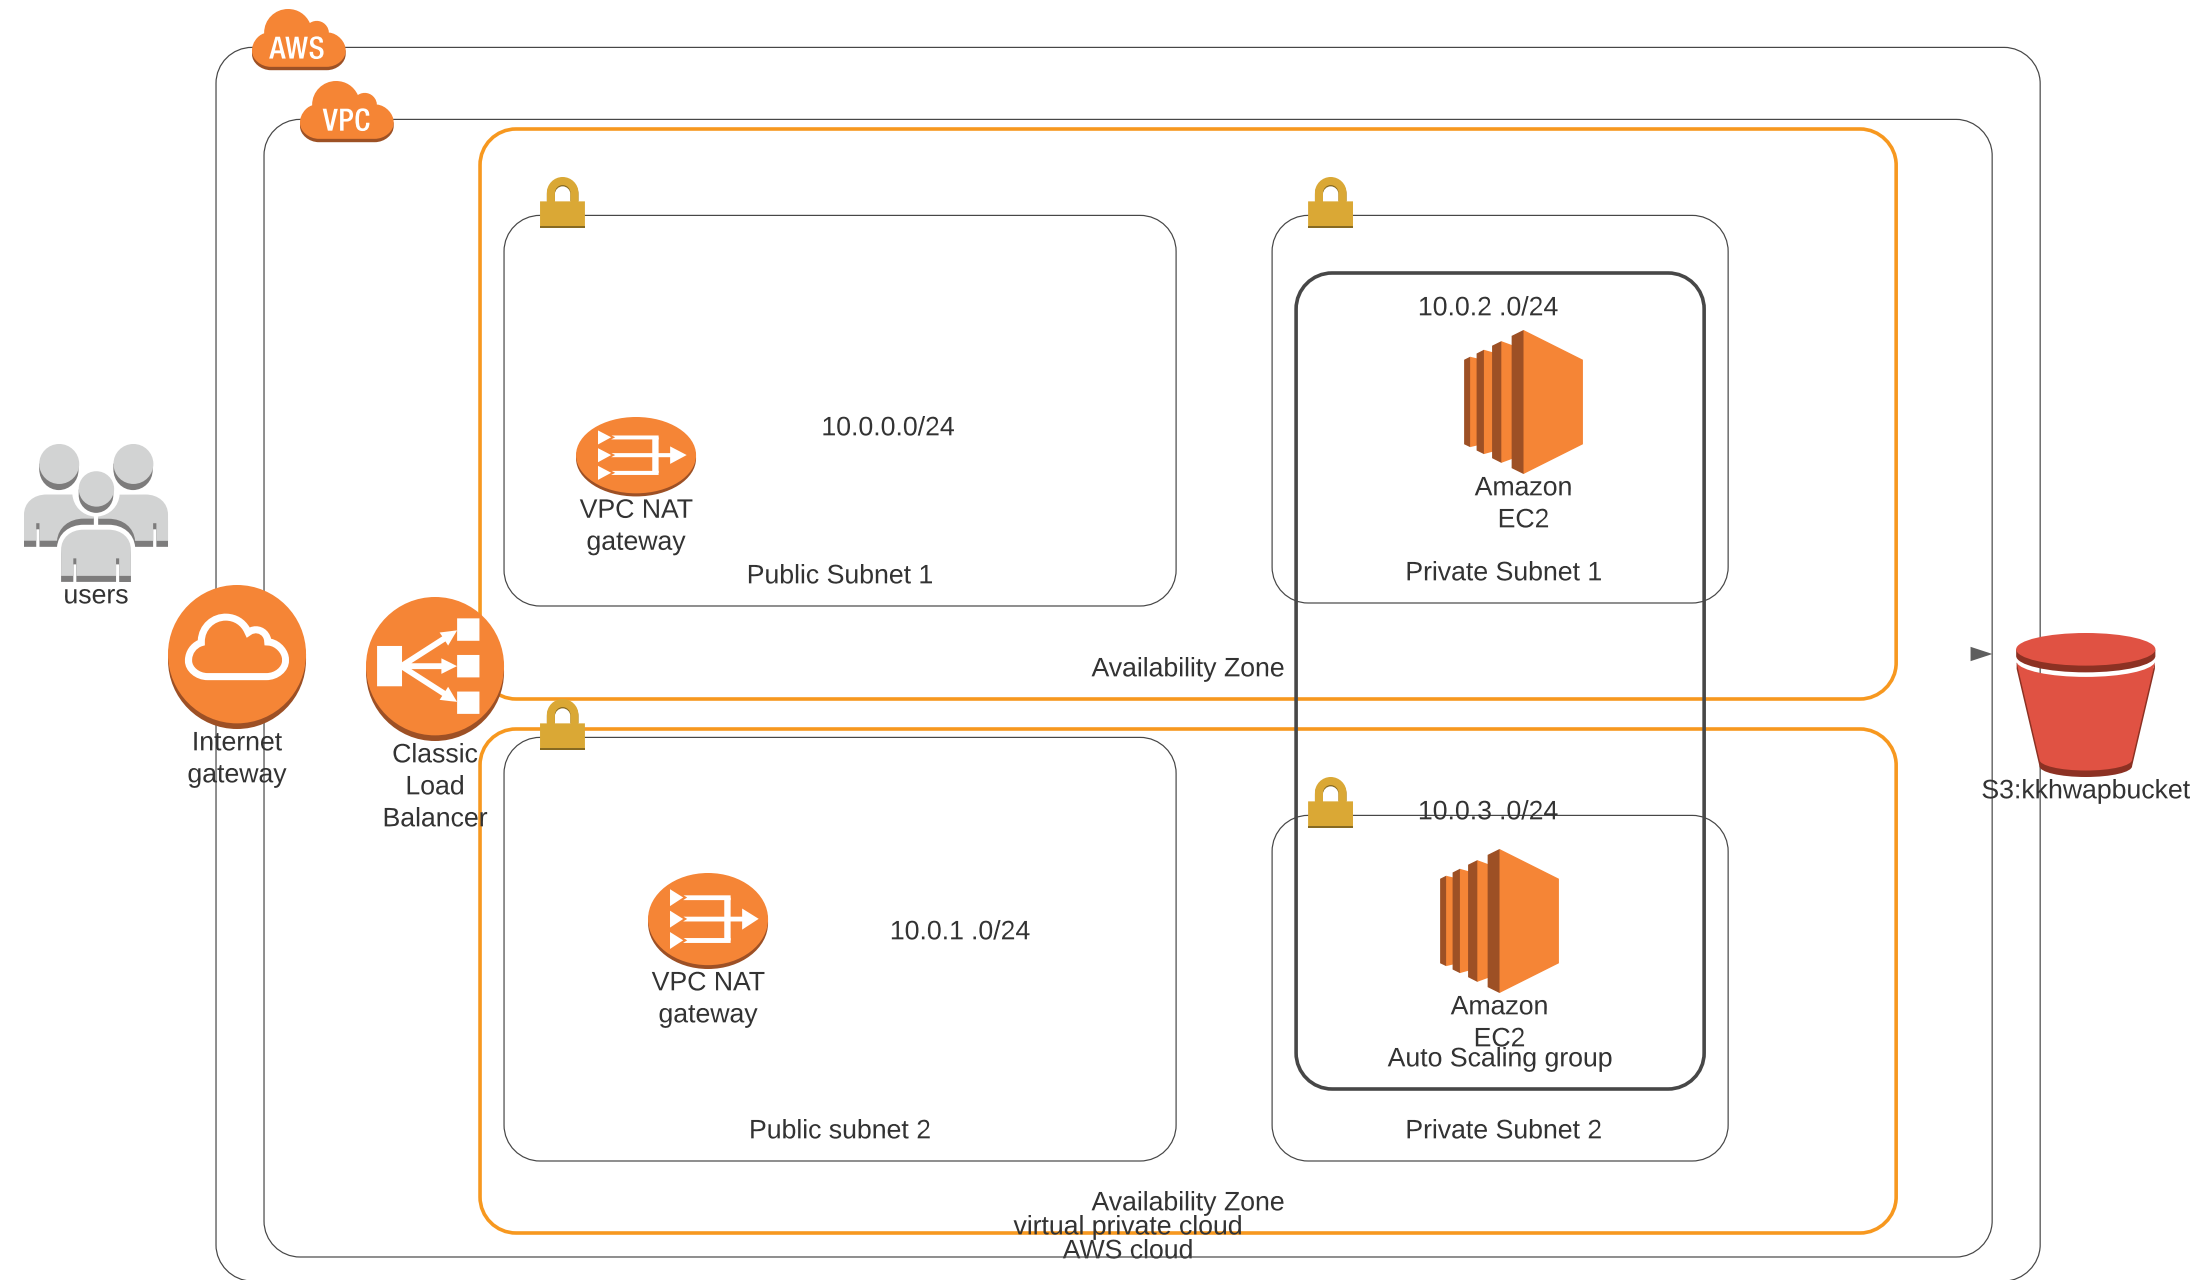 AWS
VPC
10.0.2 .0/24
10.0.0.0/24
Amazon
EC2
VPC NAT
gateway
Public Subnet 1
Private Subnet 1
users
Availability Zone
Internet
gateway
Classic
Load
Balancer
S3:kkhwapbucket
10.0.3 .0/24
10.0.1 .0/24
VPC NAT
gateway
Amazon
EC2
Auto Scaling group
Public subnet 2
Private Subnet 2
Availability Zone
virtual private cloud
AWS cloud